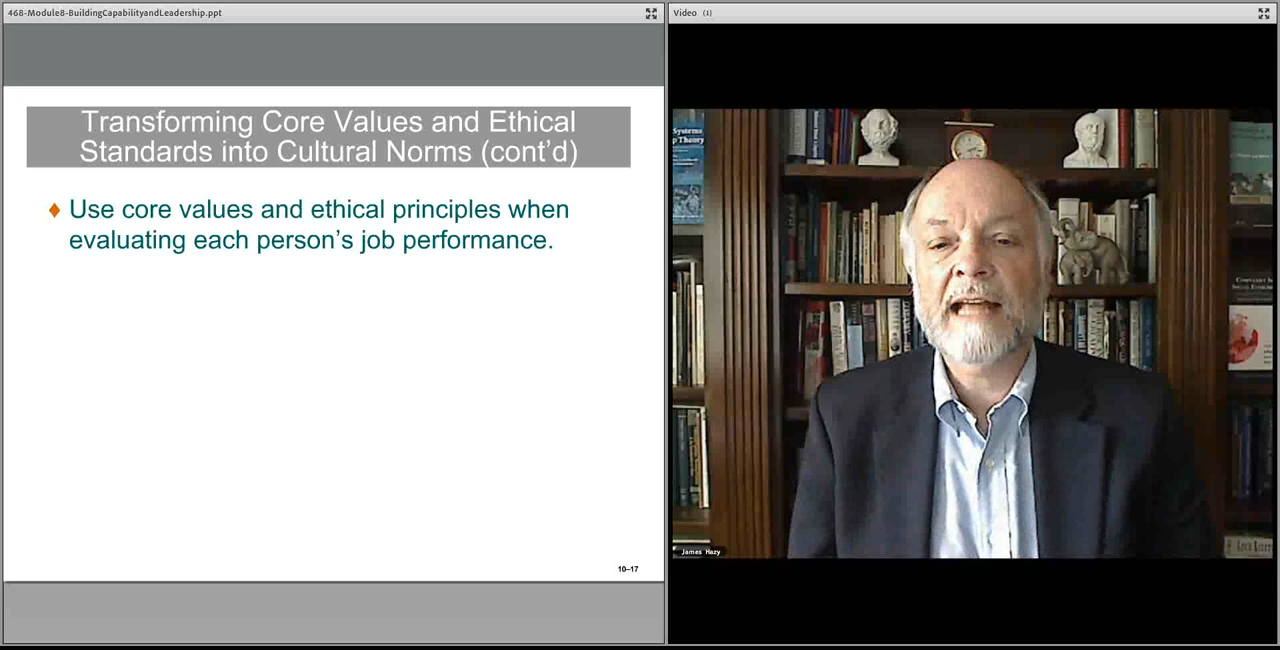 468-Module8-BuildingCapabilityandLeadership.ppt
Transforming Core Values and Ethical
Standards into Cultural Norms (cont’d)
♦ Use core values and ethical principles when
evaluating each person’s job performance.
10–17
Video (1)
Systems
Theory
James Hazy